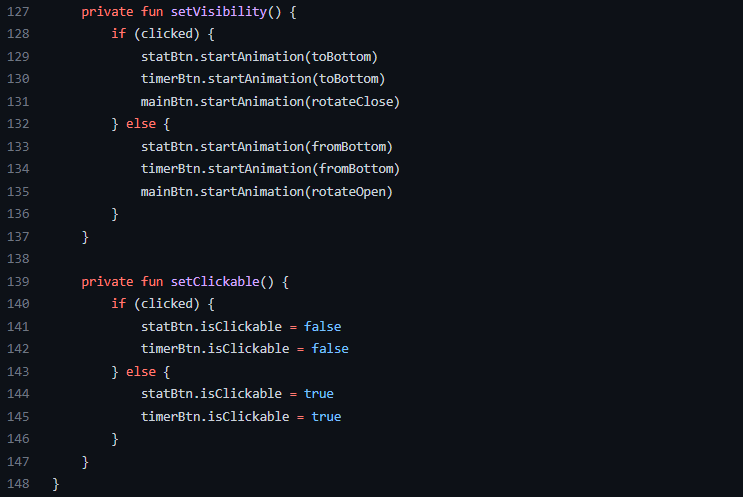 127 private fun setVisibility() {
128 if (clicked) {
129 statBtn.startAnimation(toBottom)
130 timerBtn.startAnimation(toBottom)
131 mainBtn.startAnimation(rotateClose)
132 } else {
133 statBtn.startAnimation(fromBottom)
134 timerBtn.startAnimation(fromBottom)
135 mainBtn.startAnimation(rotateOpen)
136 }
137 }
138
139 private fun setClickable() {
140 if (clicked) {
141 statBtn.isClickable = false
142 timerBtn.isClickable = false
143 } else {
144 statBtn.isClickable = true
145 timerBtn.isClickable = true
146 }
147 }
148 }